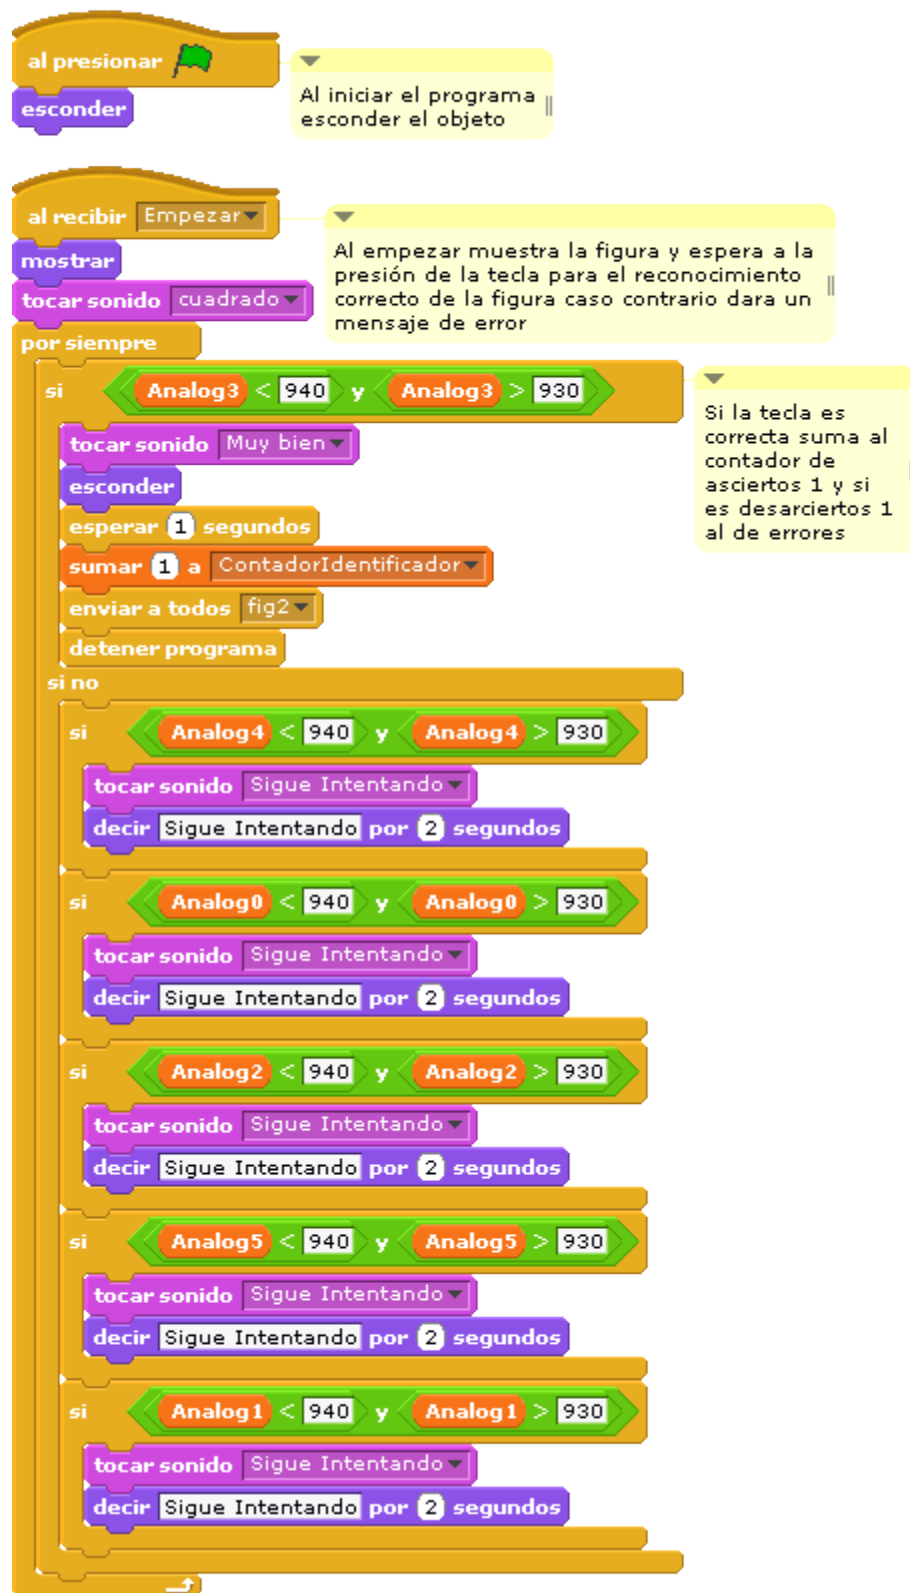 al presionar
Al iniciar el programa
esconder el objeto
esconder
al recibir Empezar
Al empezar muestra la figura y espera a la
presión de la tecla para el reconocimiento
correcto de la figura caso contrario dara un
mensaje de error
mostrar
tocar sonido cuadrado
por siempre
si Analog3 < 940 y Analog3 > 930
Si la tecla es
correcta suma al
contador de
asciertos 1 y si
es desarciertos 1
al de errores
tocar sonido Muy bien
esconder
esperar 1 segundos
sumar 1 a ContadorIdentificador
enviar a todos fig2
detener programa
si no
si Analog4 < 940 y Analog4 > 930
tocar sonido Sigue Intentando
decir Sigue Intentando por 2 segundos
si Analog0 < 940 y Analog0 > 930
tocar sonido Sigue Intentando
decir Sigue Intentando por 2 segundos
si Analog2 < 940 y Analog2 > 930
tocar sonido Sigue Intentando
decir Sigue Intentando por 2 segundos
si Analog5 < 940 y Analog5 > 930
tocar sonido Sigue Intentando
decir Sigue Intentando por 2 segundos
si Analog1 < 940 y Analog1 > 930
tocar sonido Sigue Intentando
decir Sigue Intentando por 2 segundos